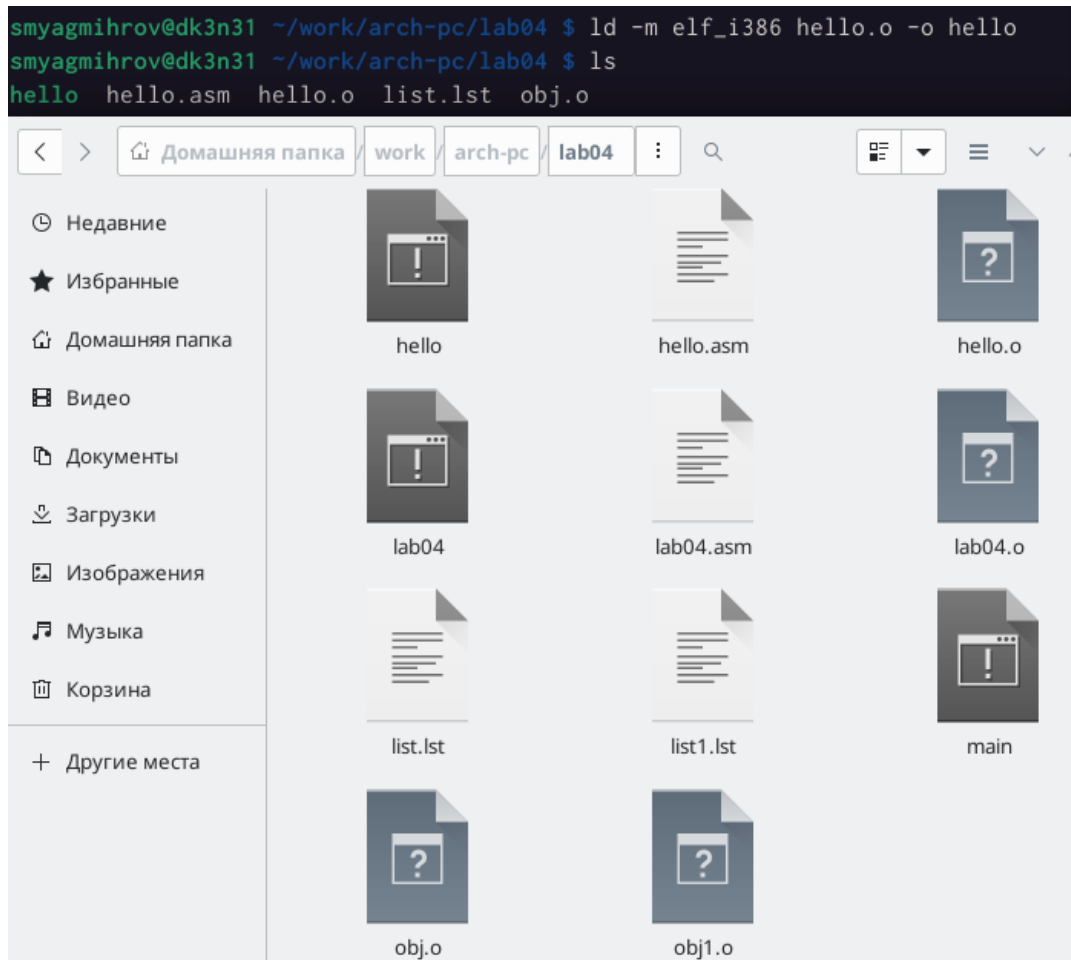 smyagmihrov@dk3n31 ~/work/arch-pc/lab04 $ ld -m elf_i386 hello.o -o hello
smyagmihrov@dk3n31 ~/work/arch-pc/lab04 $ ls
hello hello.asm hello.o list.lst obj.o
Домашняя папка / work / arch-pc / lab04
Недавние
Избранные
Домашняя папка
Видео
Документы
Загрузки
Изображения
Музыка
Корзина
+ Другие места
hello hello.asm hello.o
lab04 lab04.asm lab04.o
list.lst list1.lst main
obj.o obj1.o